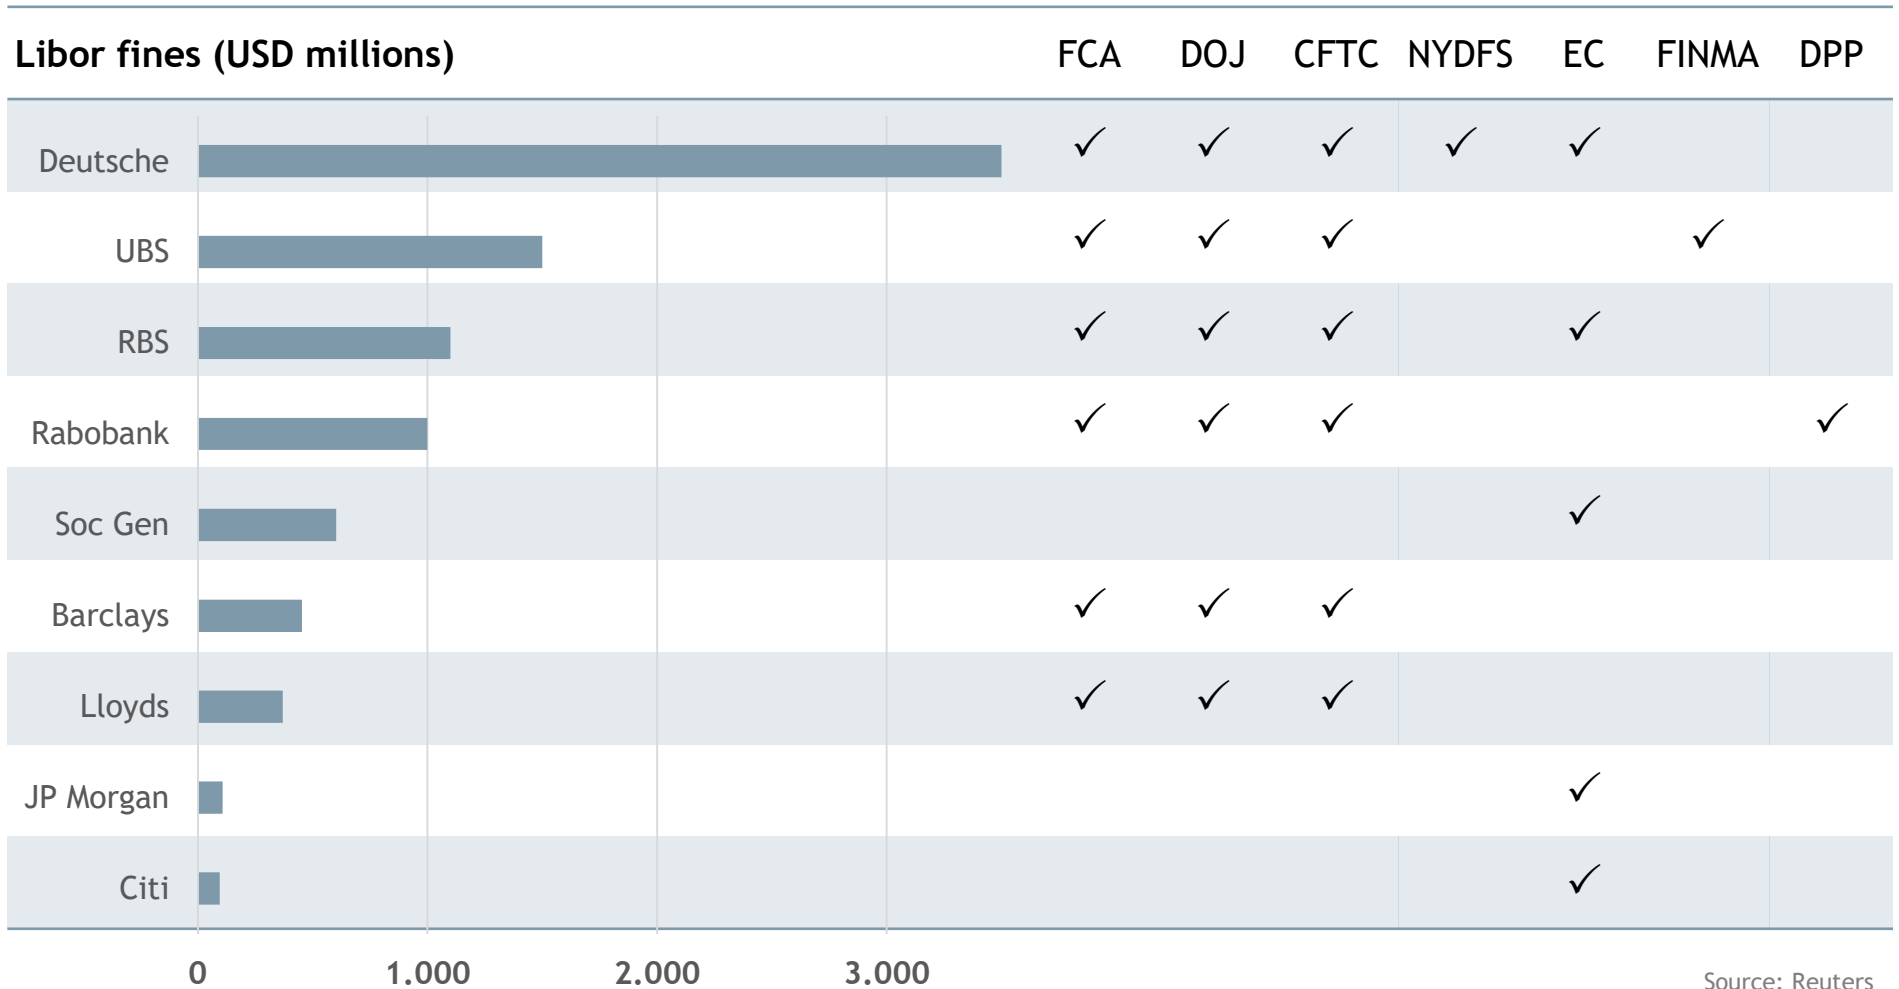 Libor fines (USD millions) FCA DOJ CFTC NYDFS EC FINMA DPP
Deutsche ✓ ✓ ✓ ✓ ✓
UBS ✓ ✓ ✓ ✓
RBS ✓ ✓ ✓ ✓
Rabobank ✓ ✓ ✓ ✓
Soc Gen ✓
Barclays ✓ ✓ ✓
Lloyds ✓ ✓ ✓
JP Morgan ✓
Citi ✓
0 1.000 2.000 3.000
Source: Reuters